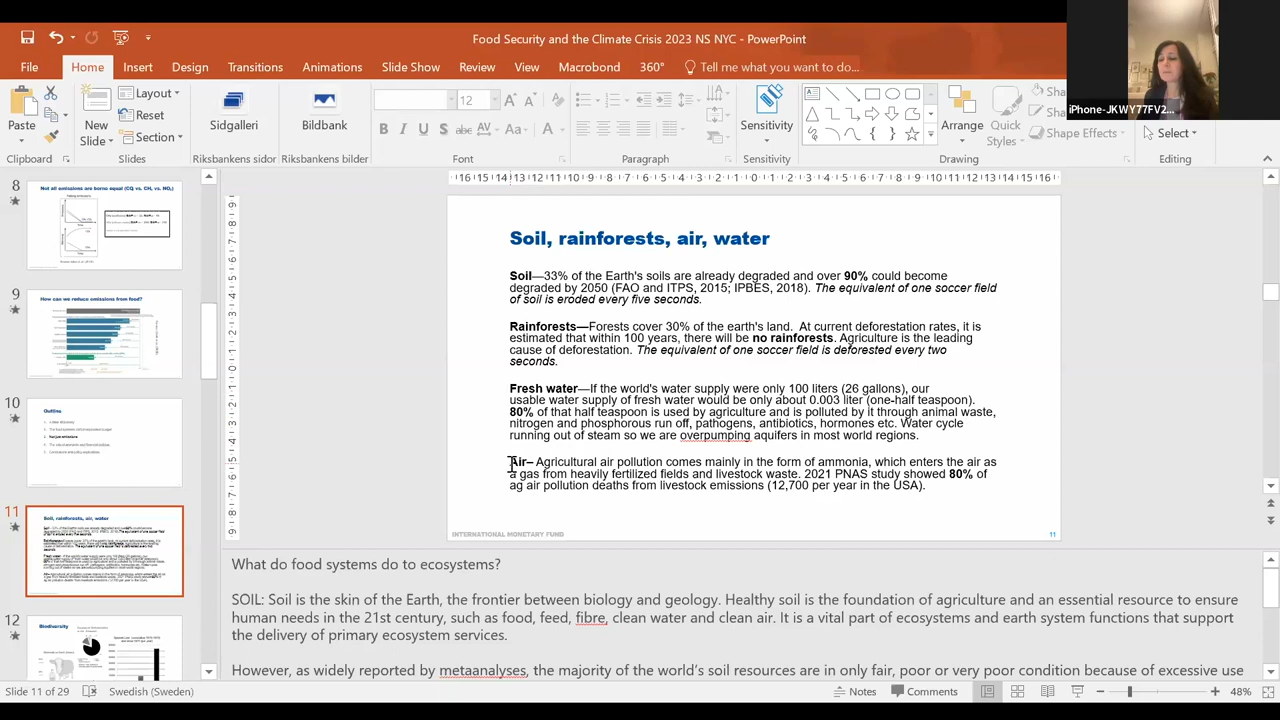 Food Security and the Climate Crisis 2023 NS NYC - PowerPoint
iPhone-JKWY77FV2...
File Home Insert Design Transitions Animations Slide Show Review View Macrobond 360° Tell me what you want to do...
Paste
New Slide
Layout
Reset
Section
Sidgalleri
Bildbank
12
B I U S abc AV Aa A
Sensitivity
Arrange
Quick Styles
Shape Effects
Select
Clipboard Slides Riksbankens sidor Riksbankens bilder Font Paragraph Sensitivity Drawing Editing
8
Not all emissions are borne equal (CO₂ vs. CH₄ vs. NO₂)
9
How can we reduce emissions from food?
10
Outline
11
Soil, rainforests, air, water
12
Biodiversity
Soil, rainforests, air, water
Soil—33% of the Earth's soils are already degraded and over 90% could become
degraded by 2050 (FAO and ITPS, 2015; IPBES, 2018). The equivalent of one soccer field
of soil is eroded every five seconds.
Rainforests—Forests cover 30% of the earth's land. At current deforestation rates, it is
estimated that within 100 years, there will be no rainforests. Agriculture is the leading
cause of deforestation. The equivalent of one soccer field is deforested every two
seconds.
Fresh water—If the world's water supply were only 100 liters (26 gallons), our
usable water supply of fresh water would be only about 0.003 liter (one-half teaspoon).
80% of that half teaspoon is used by agriculture and is polluted by it through animal waste,
nitrogen and phosphorous run off, pathogens, antibiotics, hormones etc. Water cycle
running out of steam so we are overpumping aquifers in most world regions.
Air– Agricultural air pollution comes mainly in the form of ammonia, which enters the air as
a gas from heavily fertilized fields and livestock waste. 2021 PNAS study showed 80% of
ag air pollution deaths from livestock emissions (12,700 per year in the USA).
INTERNATIONAL MONETARY FUND
11
What do food systems do to ecosystems?
SOIL: Soil is the skin of the Earth, the frontier between biology and geology. Healthy soil is the foundation of agriculture and an essential resource to ensure
human needs in the 21st century, such as food, feed, fibre, clean water and clean air. It is a vital part of ecosystems and earth system functions that support
the delivery of primary ecosystem services.
However, as widely reported by metaanalyses, the majority of the world's soil resources are in only fair, poor or very poor condition because of excessive use
Slide 11 of 29 Swedish (Sweden) Notes Comments 48%